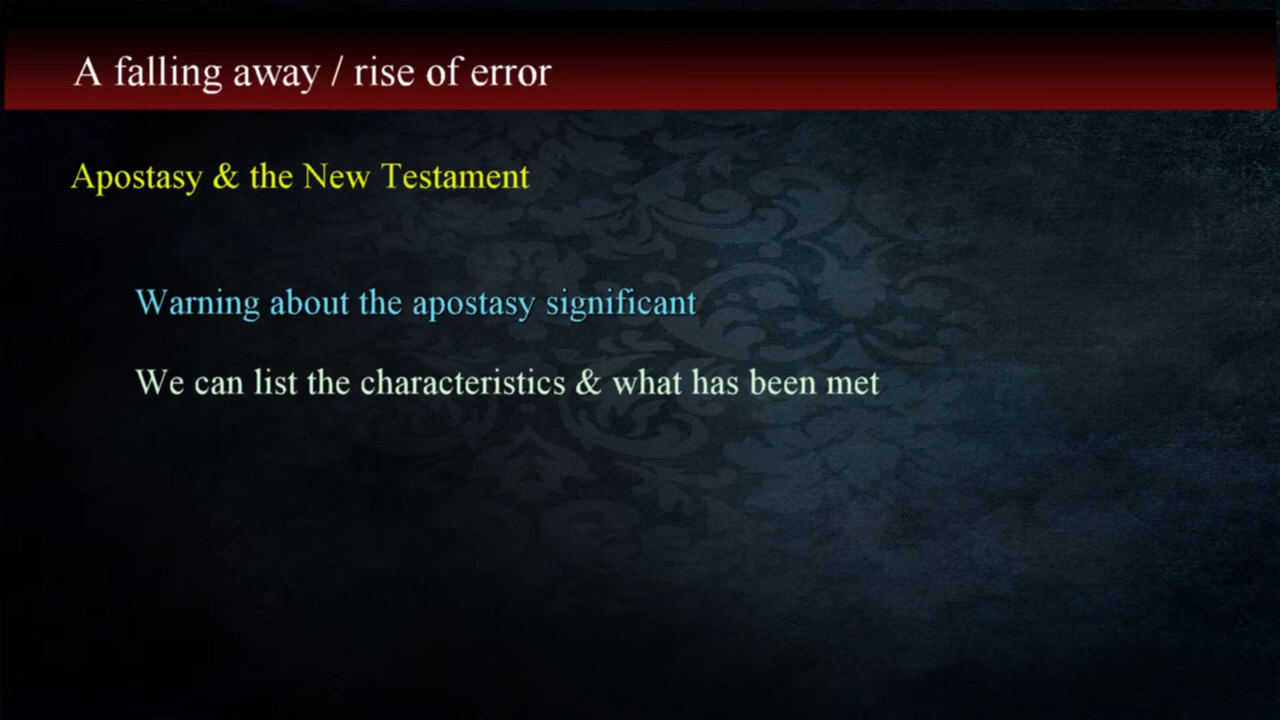 A falling away / rise of error
Apostasy & the New Testament
Warning about the apostasy significant
We can list the characteristics & what has been met